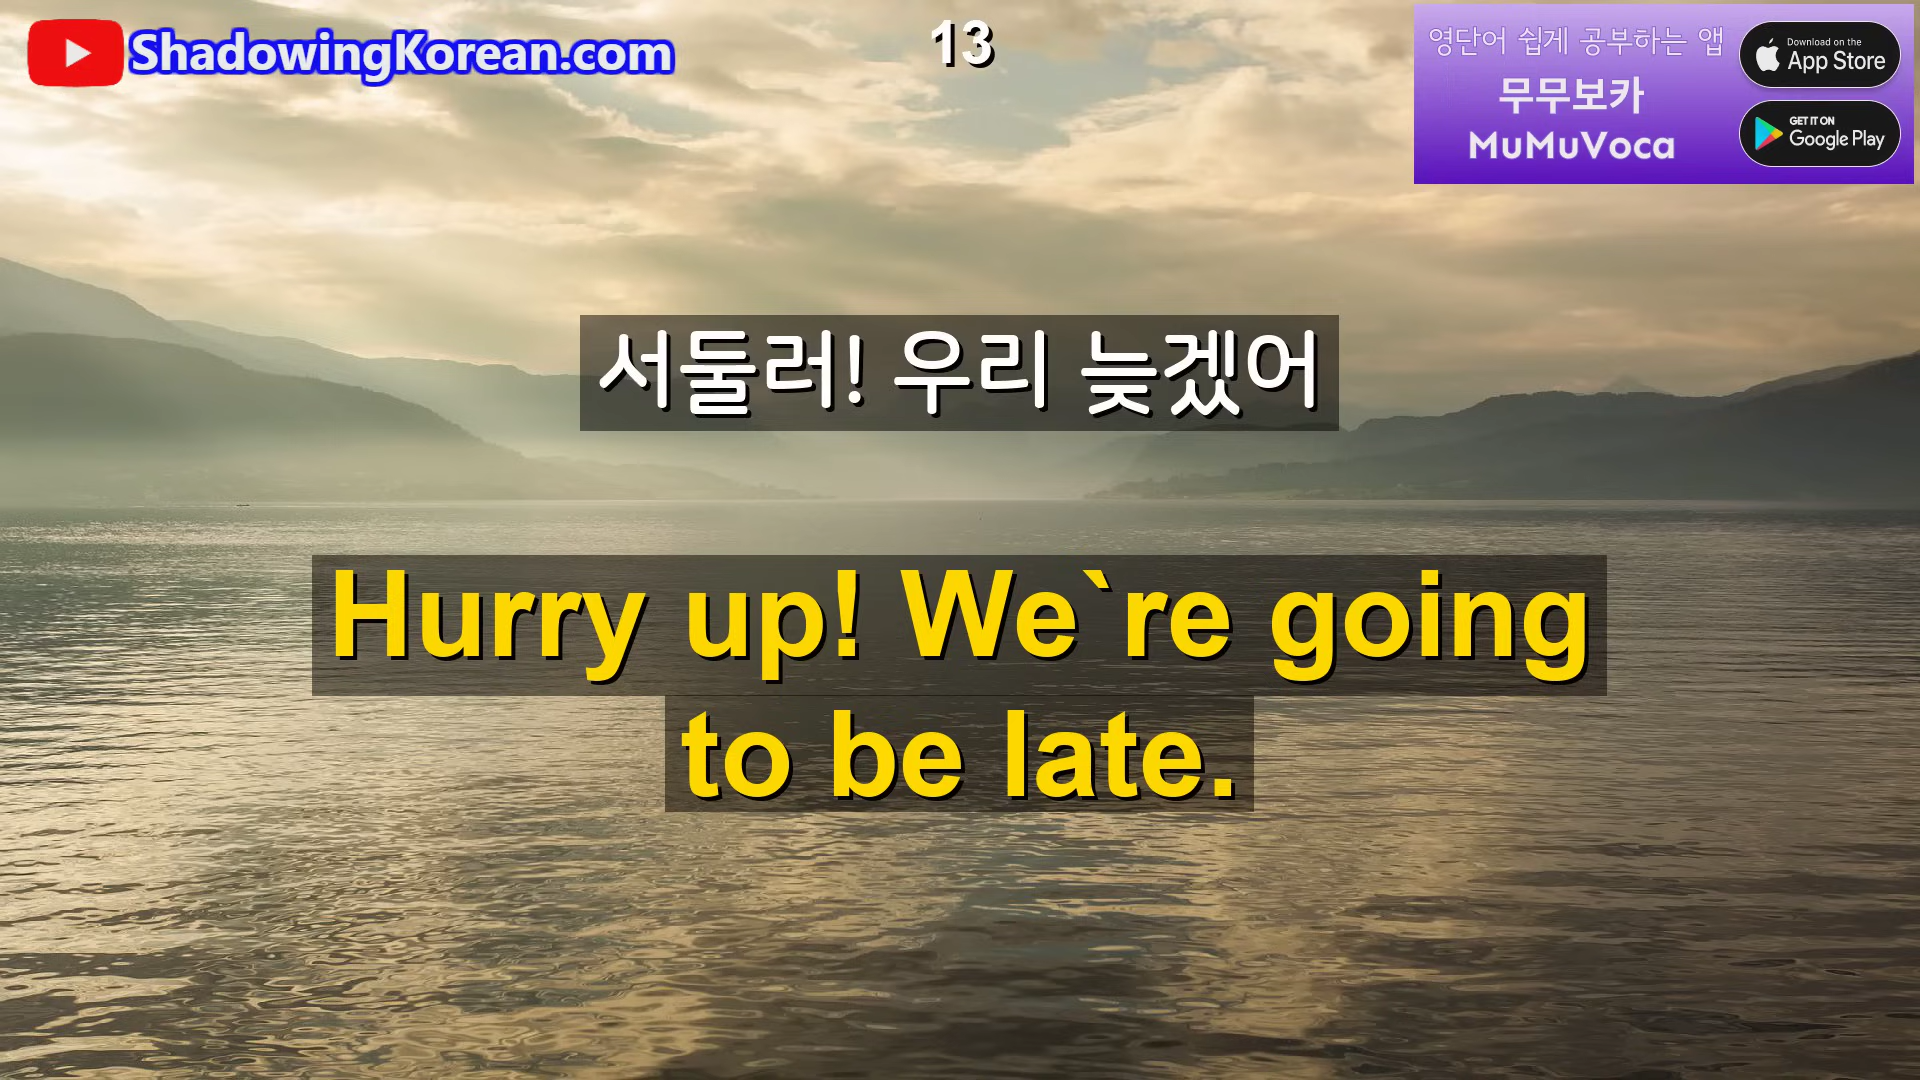 ShadowingKorean.com
13
영단어 쉽게 공부하는 앱
무무보카
MuMuVoca
Download on the
App Store
GET IT ON
Google Play
서둘러! 우리 늦겠어
Hurry up! We`re going
to be late.